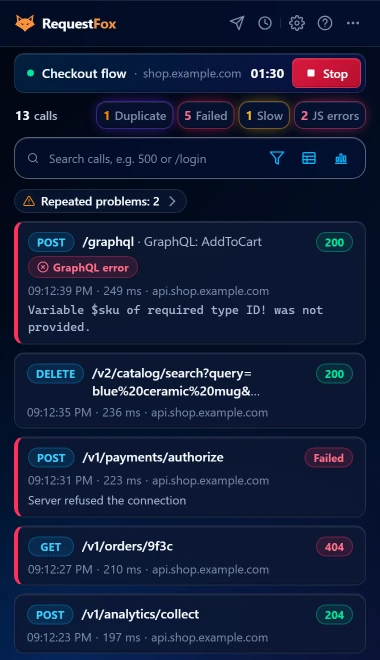 RequestFox
Checkout flow · shop.example.com 01:30 Stop
13 calls 1 Duplicate 5 Failed 1 Slow 2 JS errors
Search calls, e.g. 500 or /login
Repeated problems: 2
POST /graphql · GraphQL: AddToCart 200
GraphQL error
09:12:39 PM · 249 ms · api.shop.example.com
Variable $sku of required type ID! was not
provided.
DELETE /v2/catalog/search?query= 200
blue%20ceramic%20mug&...
09:12:35 PM · 236 ms · api.shop.example.com
POST /v1/payments/authorize Failed
09:12:31 PM · 223 ms · api.shop.example.com
Server refused the connection
GET /v1/orders/9f3c 404
09:12:27 PM · 210 ms · api.shop.example.com
POST /v1/analytics/collect 204
09:12:23 PM · 197 ms · api.shop.example.com